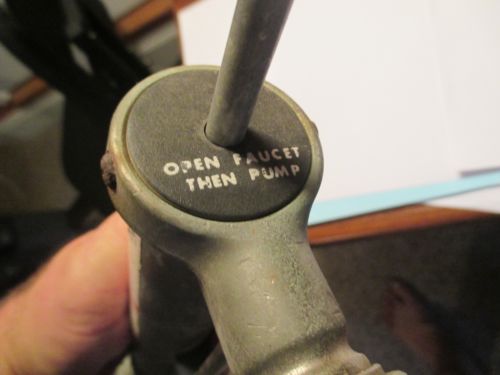 OPEN FAUCET
THEN PUMP